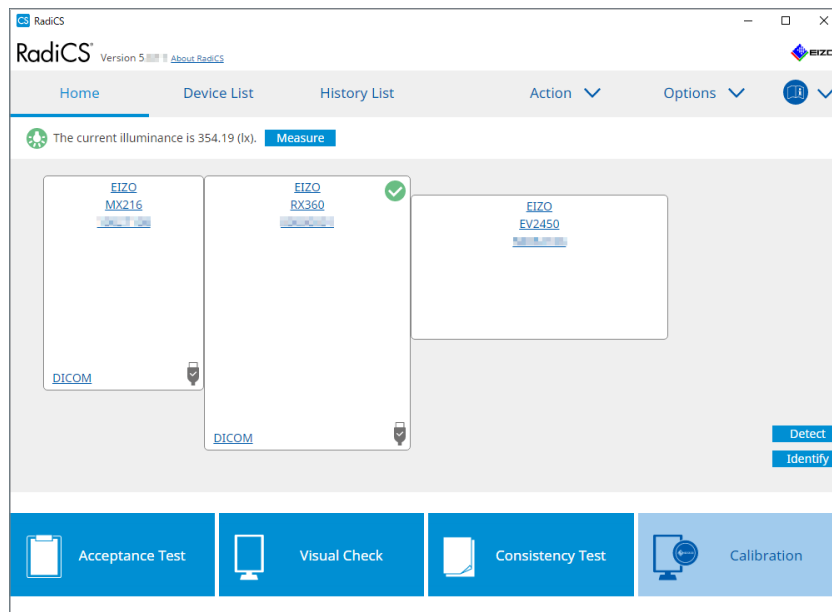 CS RadiCS
RadiCS® Version 5. About RadiCS
EIZO
Home Device List History List Action Options
The current illuminance is 354.19 (lx). Measure
EIZO
MX216
DICOM
EIZO
RX360
DICOM
EIZO
EV2450
Detect
Identify
Acceptance Test Visual Check Consistency Test Calibration